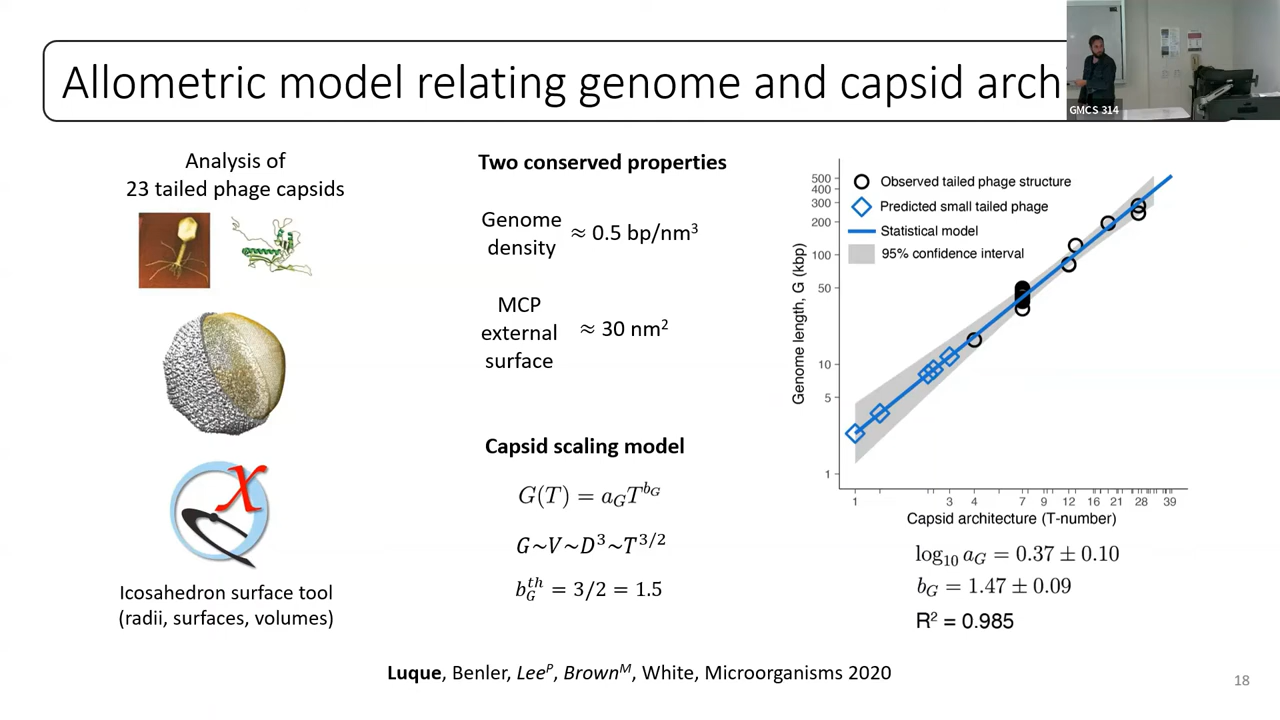 Allometric model relating genome and capsid arch
GMCS 314
Analysis of
23 tailed phage capsids
Icosahedron surface tool
(radii, surfaces, volumes)
Two conserved properties
Genome
density
≈ 0.5 bp/nm³
MCP
external
surface
≈ 30 nm²
Capsid scaling model
G(T) = a_G T^{b_G}
G~V~D³~T^{3/2}
b_G^{th} = 3/2 = 1.5
Observed tailed phage structure
Predicted small tailed phage
Statistical model
95% confidence interval
Genome length, G (kbp)
500
400
300
200
100
50
10
5
1
1 3 4 7 9 12 16 21 28 39
Capsid architecture (T-number)
log₁₀ a_G = 0.37 ± 0.10
b_G = 1.47 ± 0.09
R² = 0.985
Luque, Benler, Lee^P, Brown^M, White, Microorganisms 2020
18